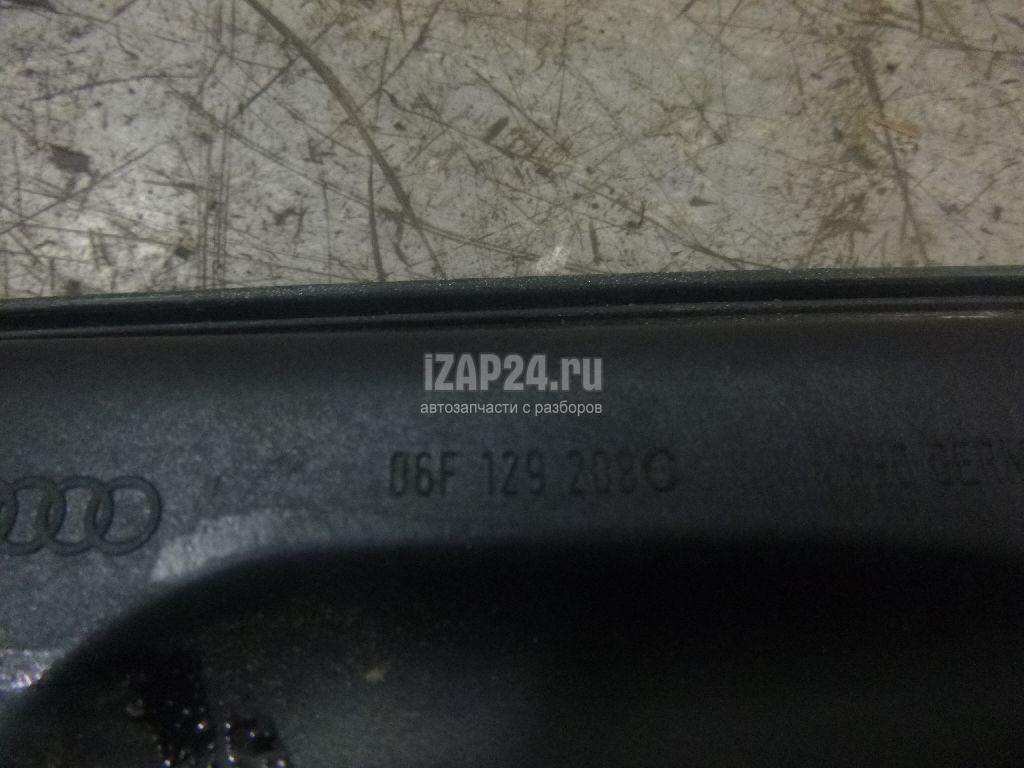 iZAP24.ru
автозапчасти с разборов
06F 129 208G